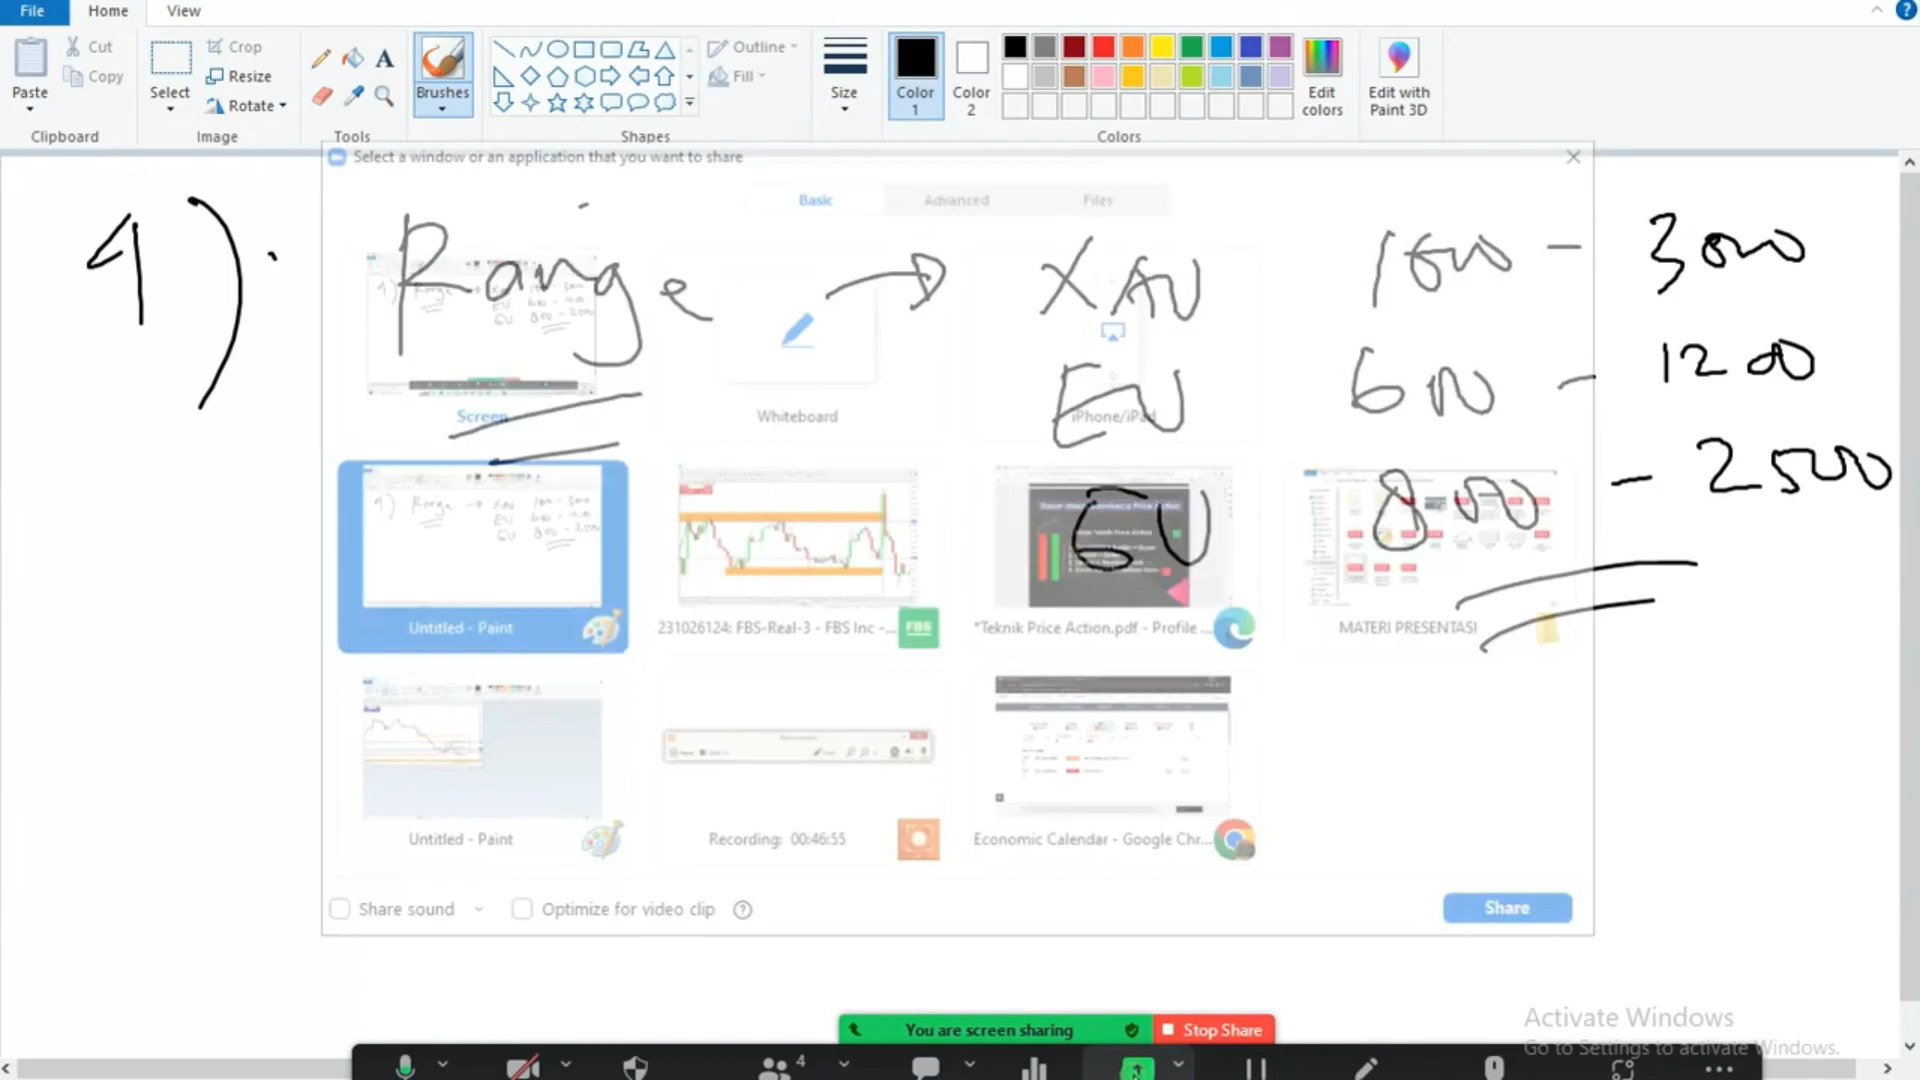 File Home View
Paste Cut Copy Clipboard
Select Crop Resize Rotate Image
Tools
Brushes
Outline Fill Shapes
Size
Color 1 Color 2 Edit colors Colors
Edit with Paint 3D
Select a window or an application that you want to share
Basic Advanced Files
Range XAU 1600 - 3000
EU 600 - 1200
800 - 2500
Screen Whiteboard iPhone/iPad
Untitled - Paint 231026124: FBS-Real-3 - FBS Inc -... FBS *Teknik Price Action.pdf - Profile ... MATERI PRESENTASI
Untitled - Paint Recording: 00:46:55 Economic Calendar - Google Chr...
Share sound Optimize for video clip Share
You are screen sharing Stop Share
Activate Windows
Go to Settings to activate Windows.
4